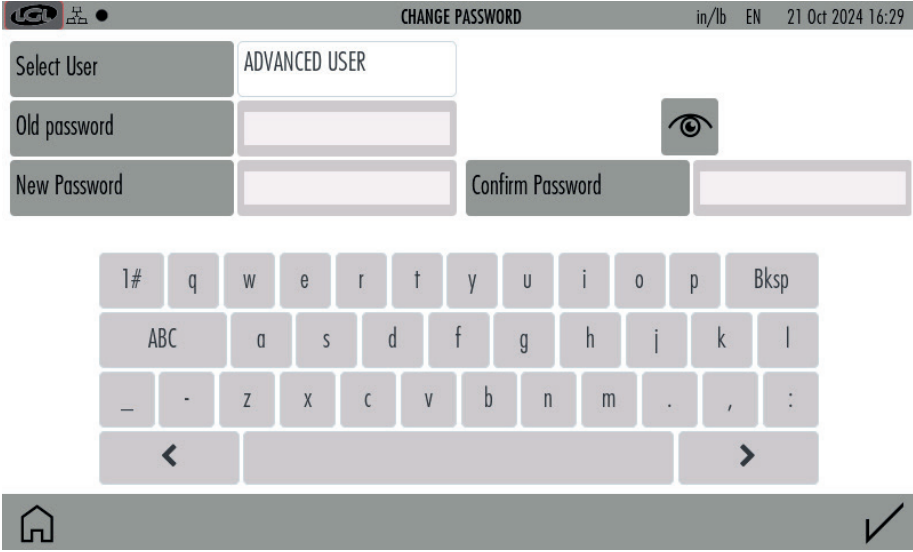 LGL CHANGE PASSWORD in/lb EN 21 Oct 2024 16:29
Select User ADVANCED USER
Old password
New Password Confirm Password
1# q w e r t y u i o p Bksp
ABC a s d f g h j k l
_ - z x c v b n m . , :
< >